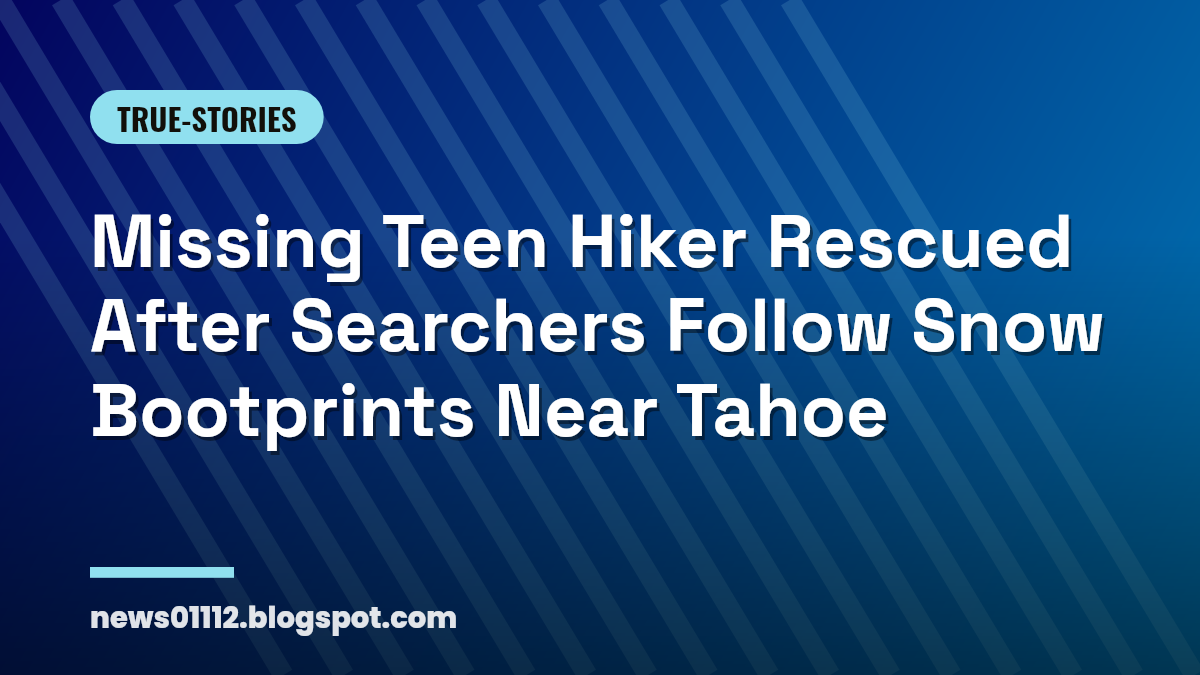 TRUE-STORIES
Missing Teen Hiker Rescued
After Searchers Follow Snow
Bootprints Near Tahoe
news01112.blogspot.com